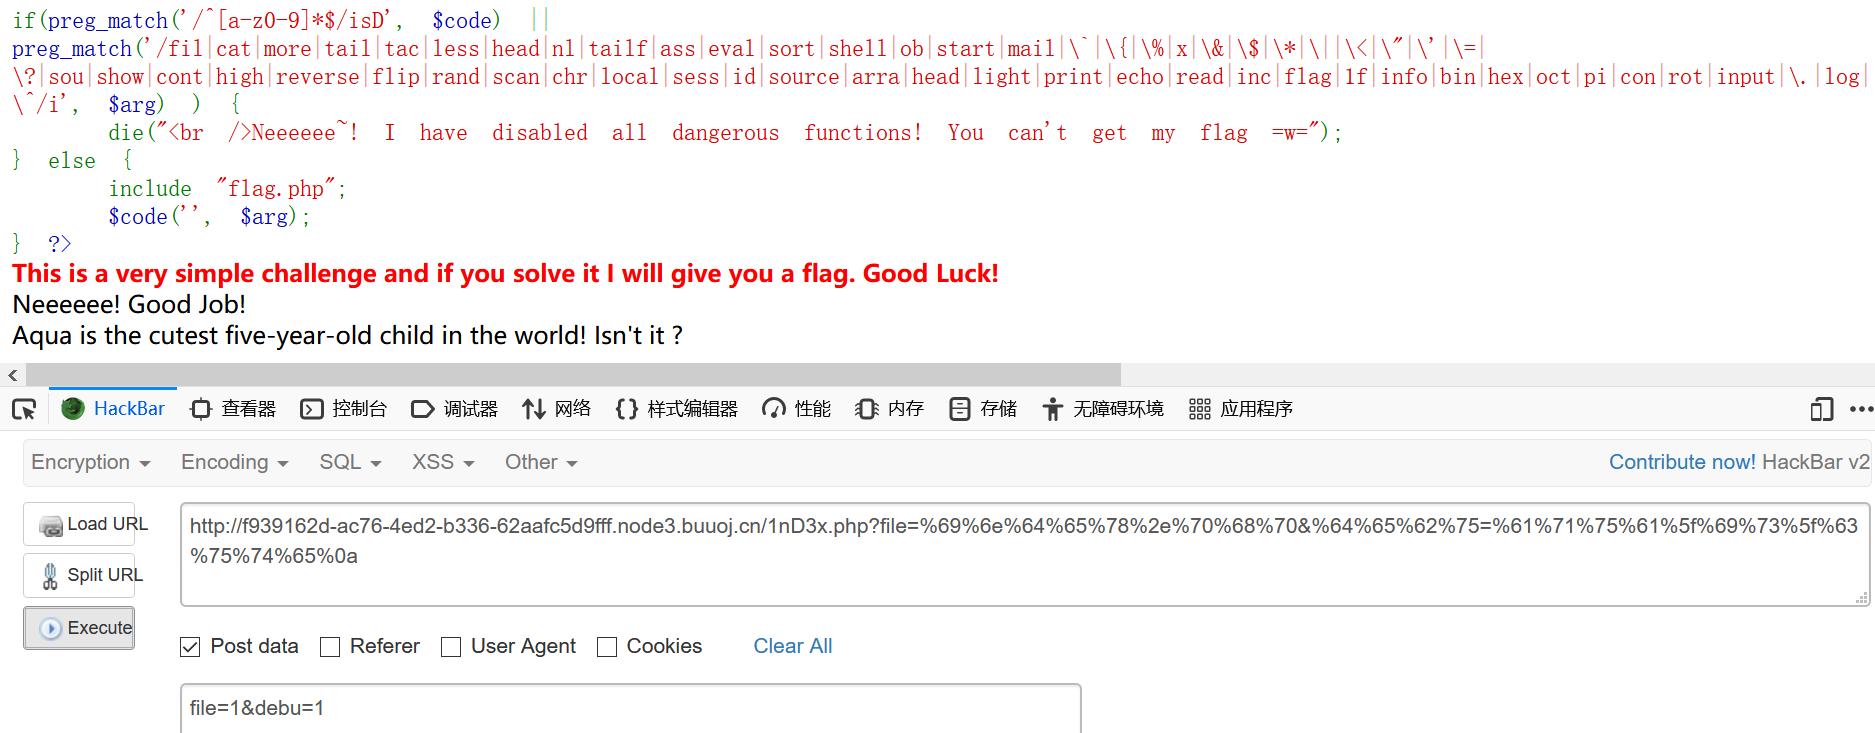 if(preg_match('/^[a-z0-9]*$/isD', $code) ||
preg_match('/fil|cat|more|tail|tac|less|head|nl|tailf|ass|eval|sort|shell|ob|start|mail|\`|\{|\%|x|\&|\$|\*|\||\<|\"|\'|\=|
\?|sou|show|cont|high|reverse|flip|rand|scan|chr|local|sess|id|source|arra|head|light|print|echo|read|inc|flag|1f|info|bin|hex|oct|pi|con|rot|input|\.|log|
\^/i', $arg) ) {
die("<br />Neeeeee~! I have disabled all dangerous functions! You can't get my flag =w=");
} else {
include "flag.php";
$code('', $arg);
} ?>
This is a very simple challenge and if you solve it I will give you a flag. Good Luck!
Neeeeee! Good Job!
Aqua is the cutest five-year-old child in the world! Isn't it ?
HackBar 查看器 控制台 调试器 网络 样式编辑器 性能 内存 存储 无障碍环境 应用程序
Encryption Encoding SQL XSS Other Contribute now! HackBar v2
Load URL
Split URL
Execute
http://f939162d-ac76-4ed2-b336-62aafc5d9fff.node3.buuoj.cn/1nD3x.php?file=%69%6e%64%65%78%2e%70%68%70&%64%65%62%75=%61%71%75%61%5f%69%73%5f%63
%75%74%65%0a
Post data Referer User Agent Cookies Clear All
file=1&debu=1